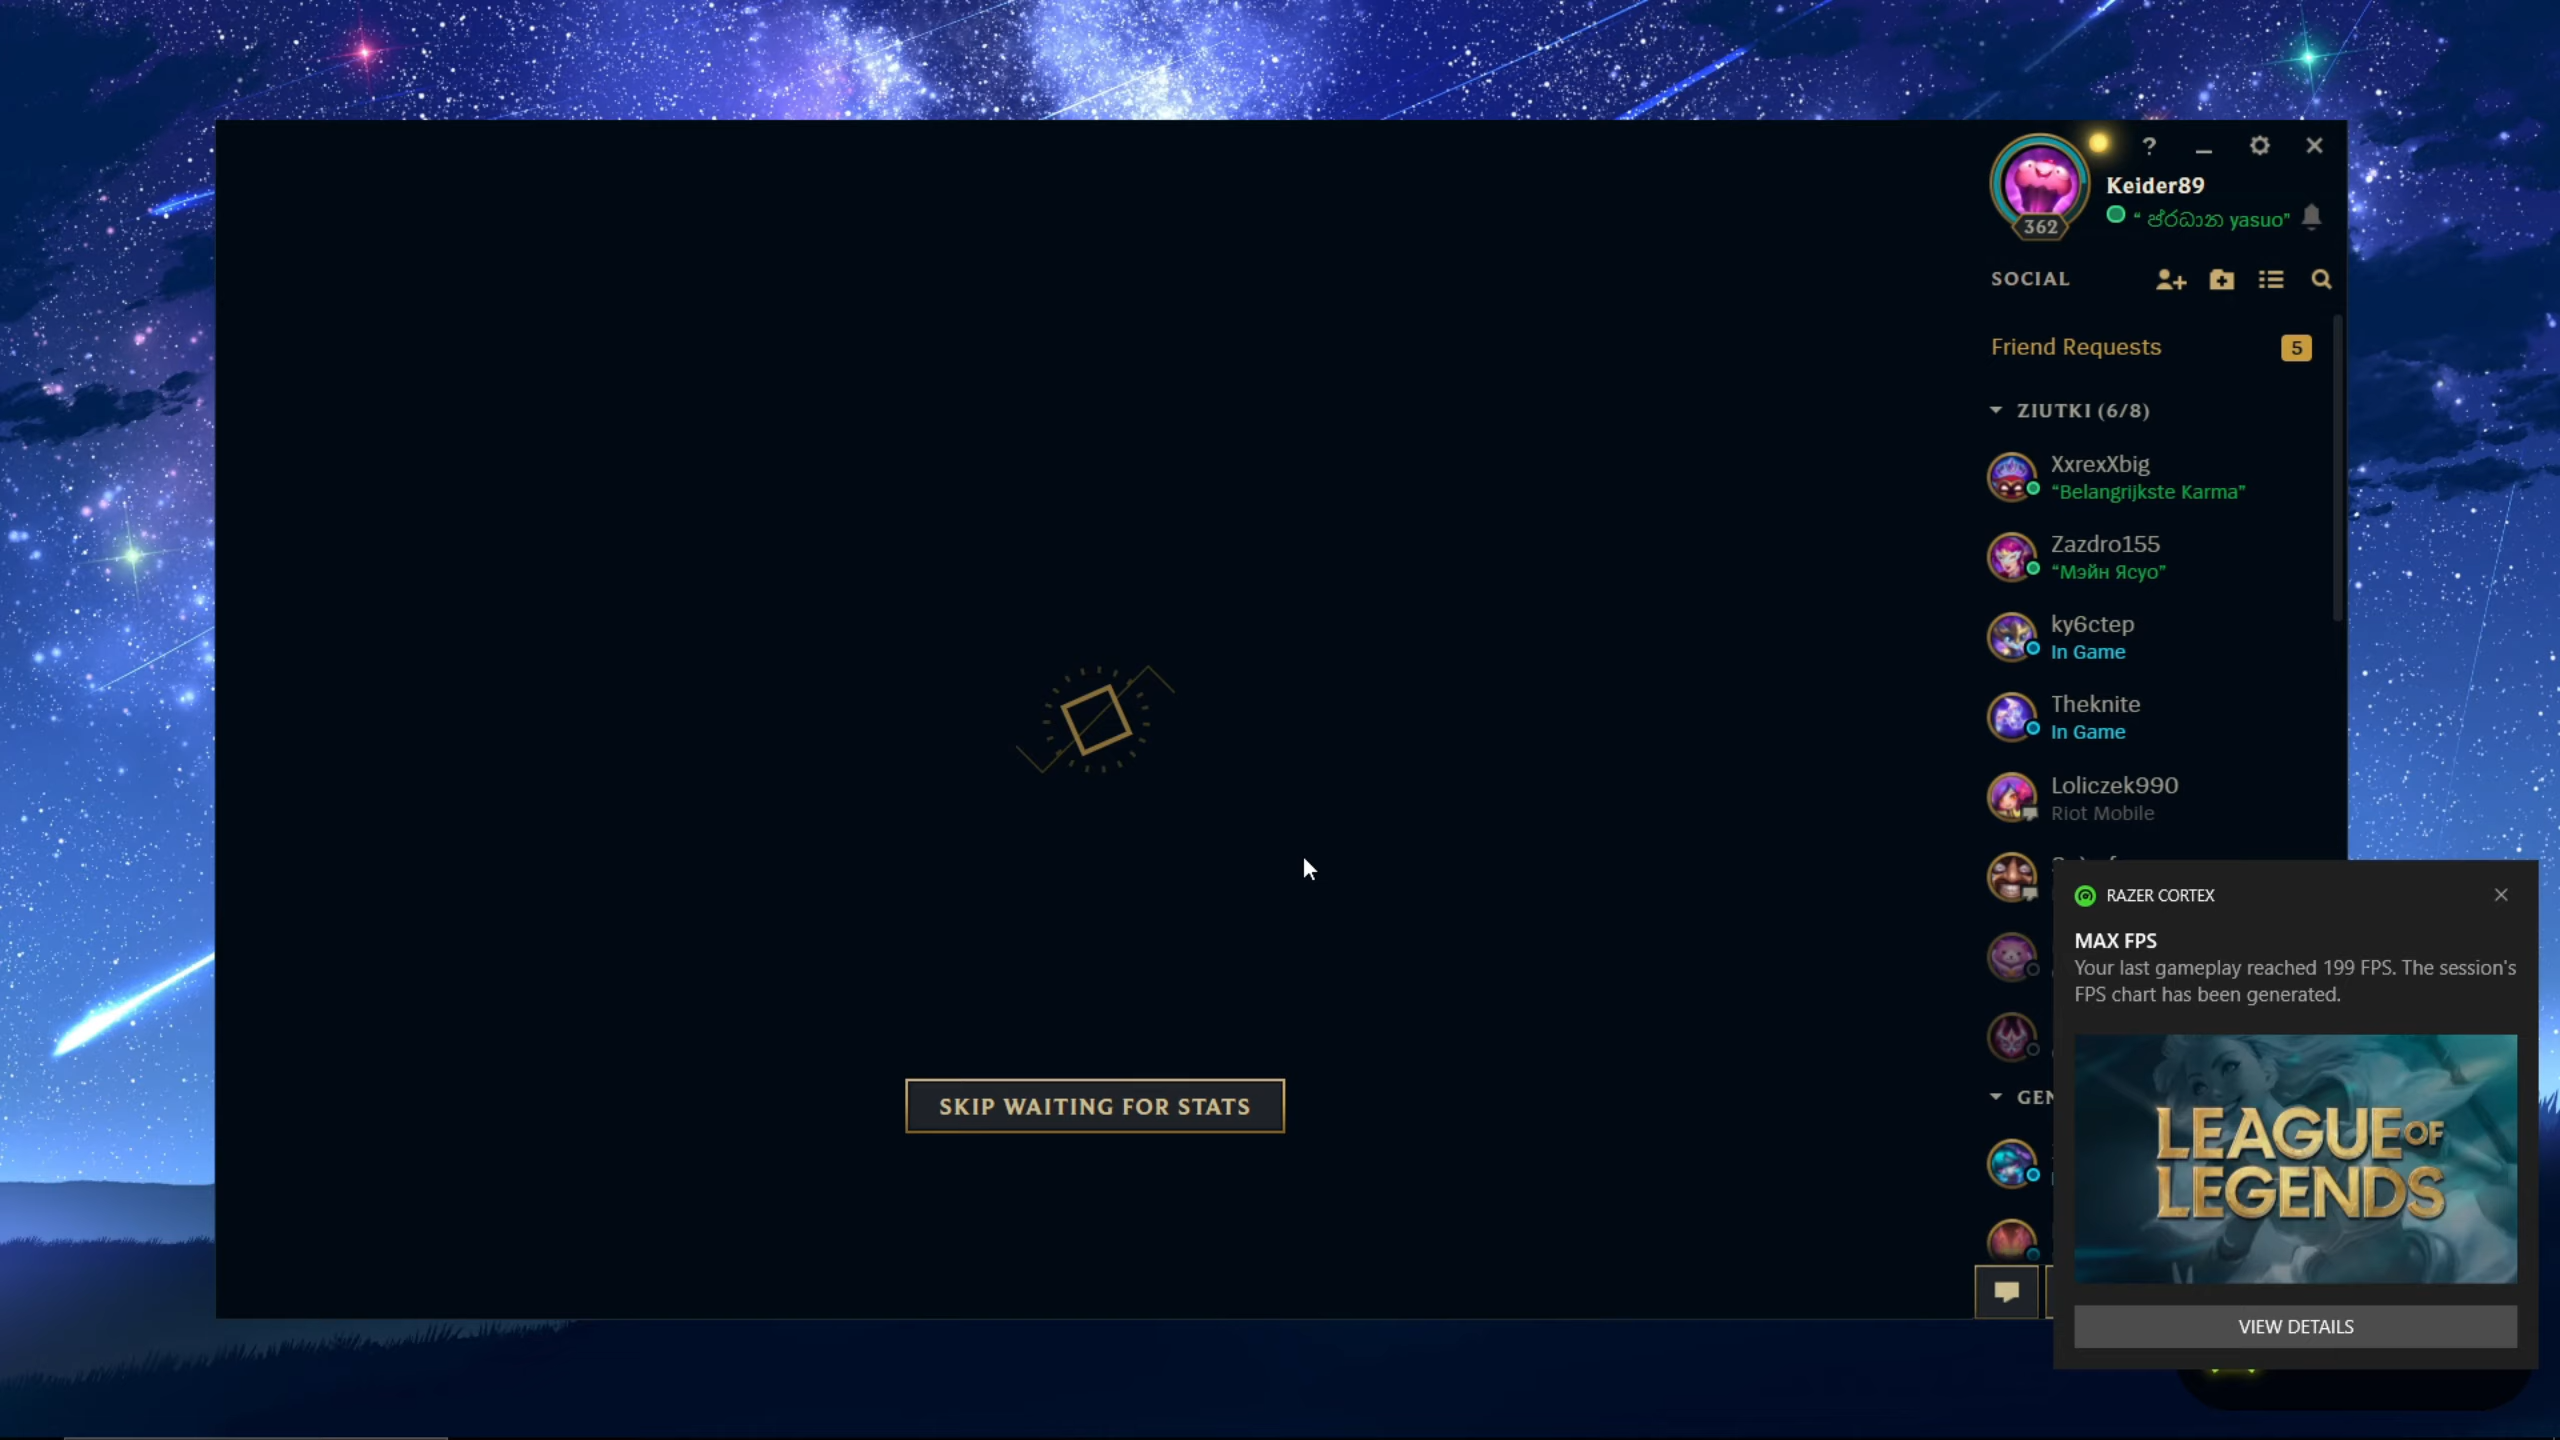 ?
Keider89
“ ප්රධාන yasuo”
362
SOCIAL
Friend Requests
5
ZIUTKI (6/8)
XxrexXbig
“Belangrijkste Karma”
Zazdro155
“Мэйн Ясуо”
ky6ctep
In Game
Theknite
In Game
Loliczek990
Riot Mobile
SKIP WAITING FOR STATS
RAZER CORTEX
MAX FPS
Your last gameplay reached 199 FPS. The session's
FPS chart has been generated.
LEAGUE OF
LEGENDS
VIEW DETAILS